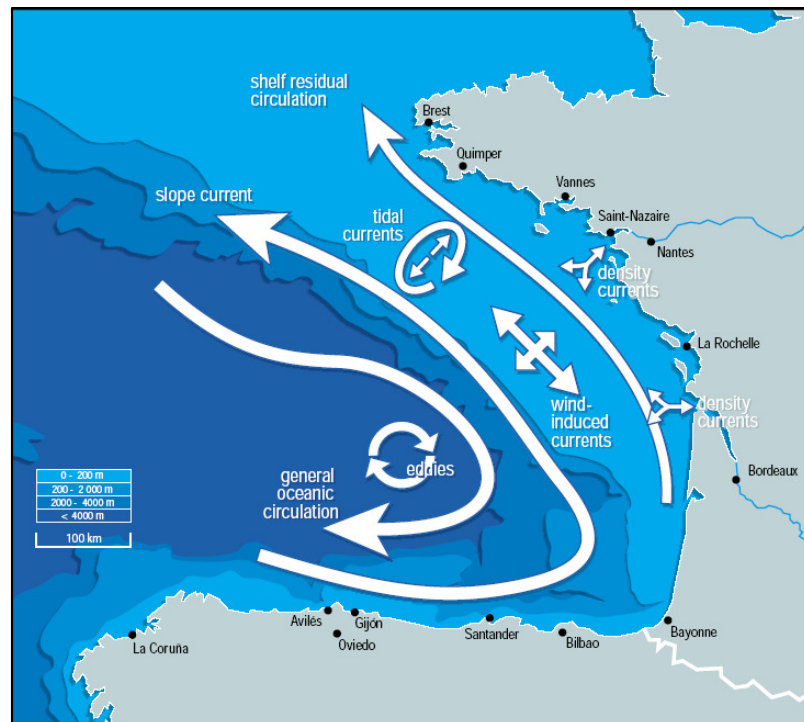 shelf residual
circulation
Brest
Quimper
slope current
Vannes
tidal
currents
Saint-Nazaire
Nantes
density
currents
La Rochelle
wind-
induced
currents
density
currents
eddies
general
oceanic
circulation
Bordeaux
0 - 200 m
200 - 2 000 m
2000 - 4000 m
< 4000 m
100 km
Avilés
Gijón
Oviedo
La Coruña
Santander
Bilbao
Bayonne